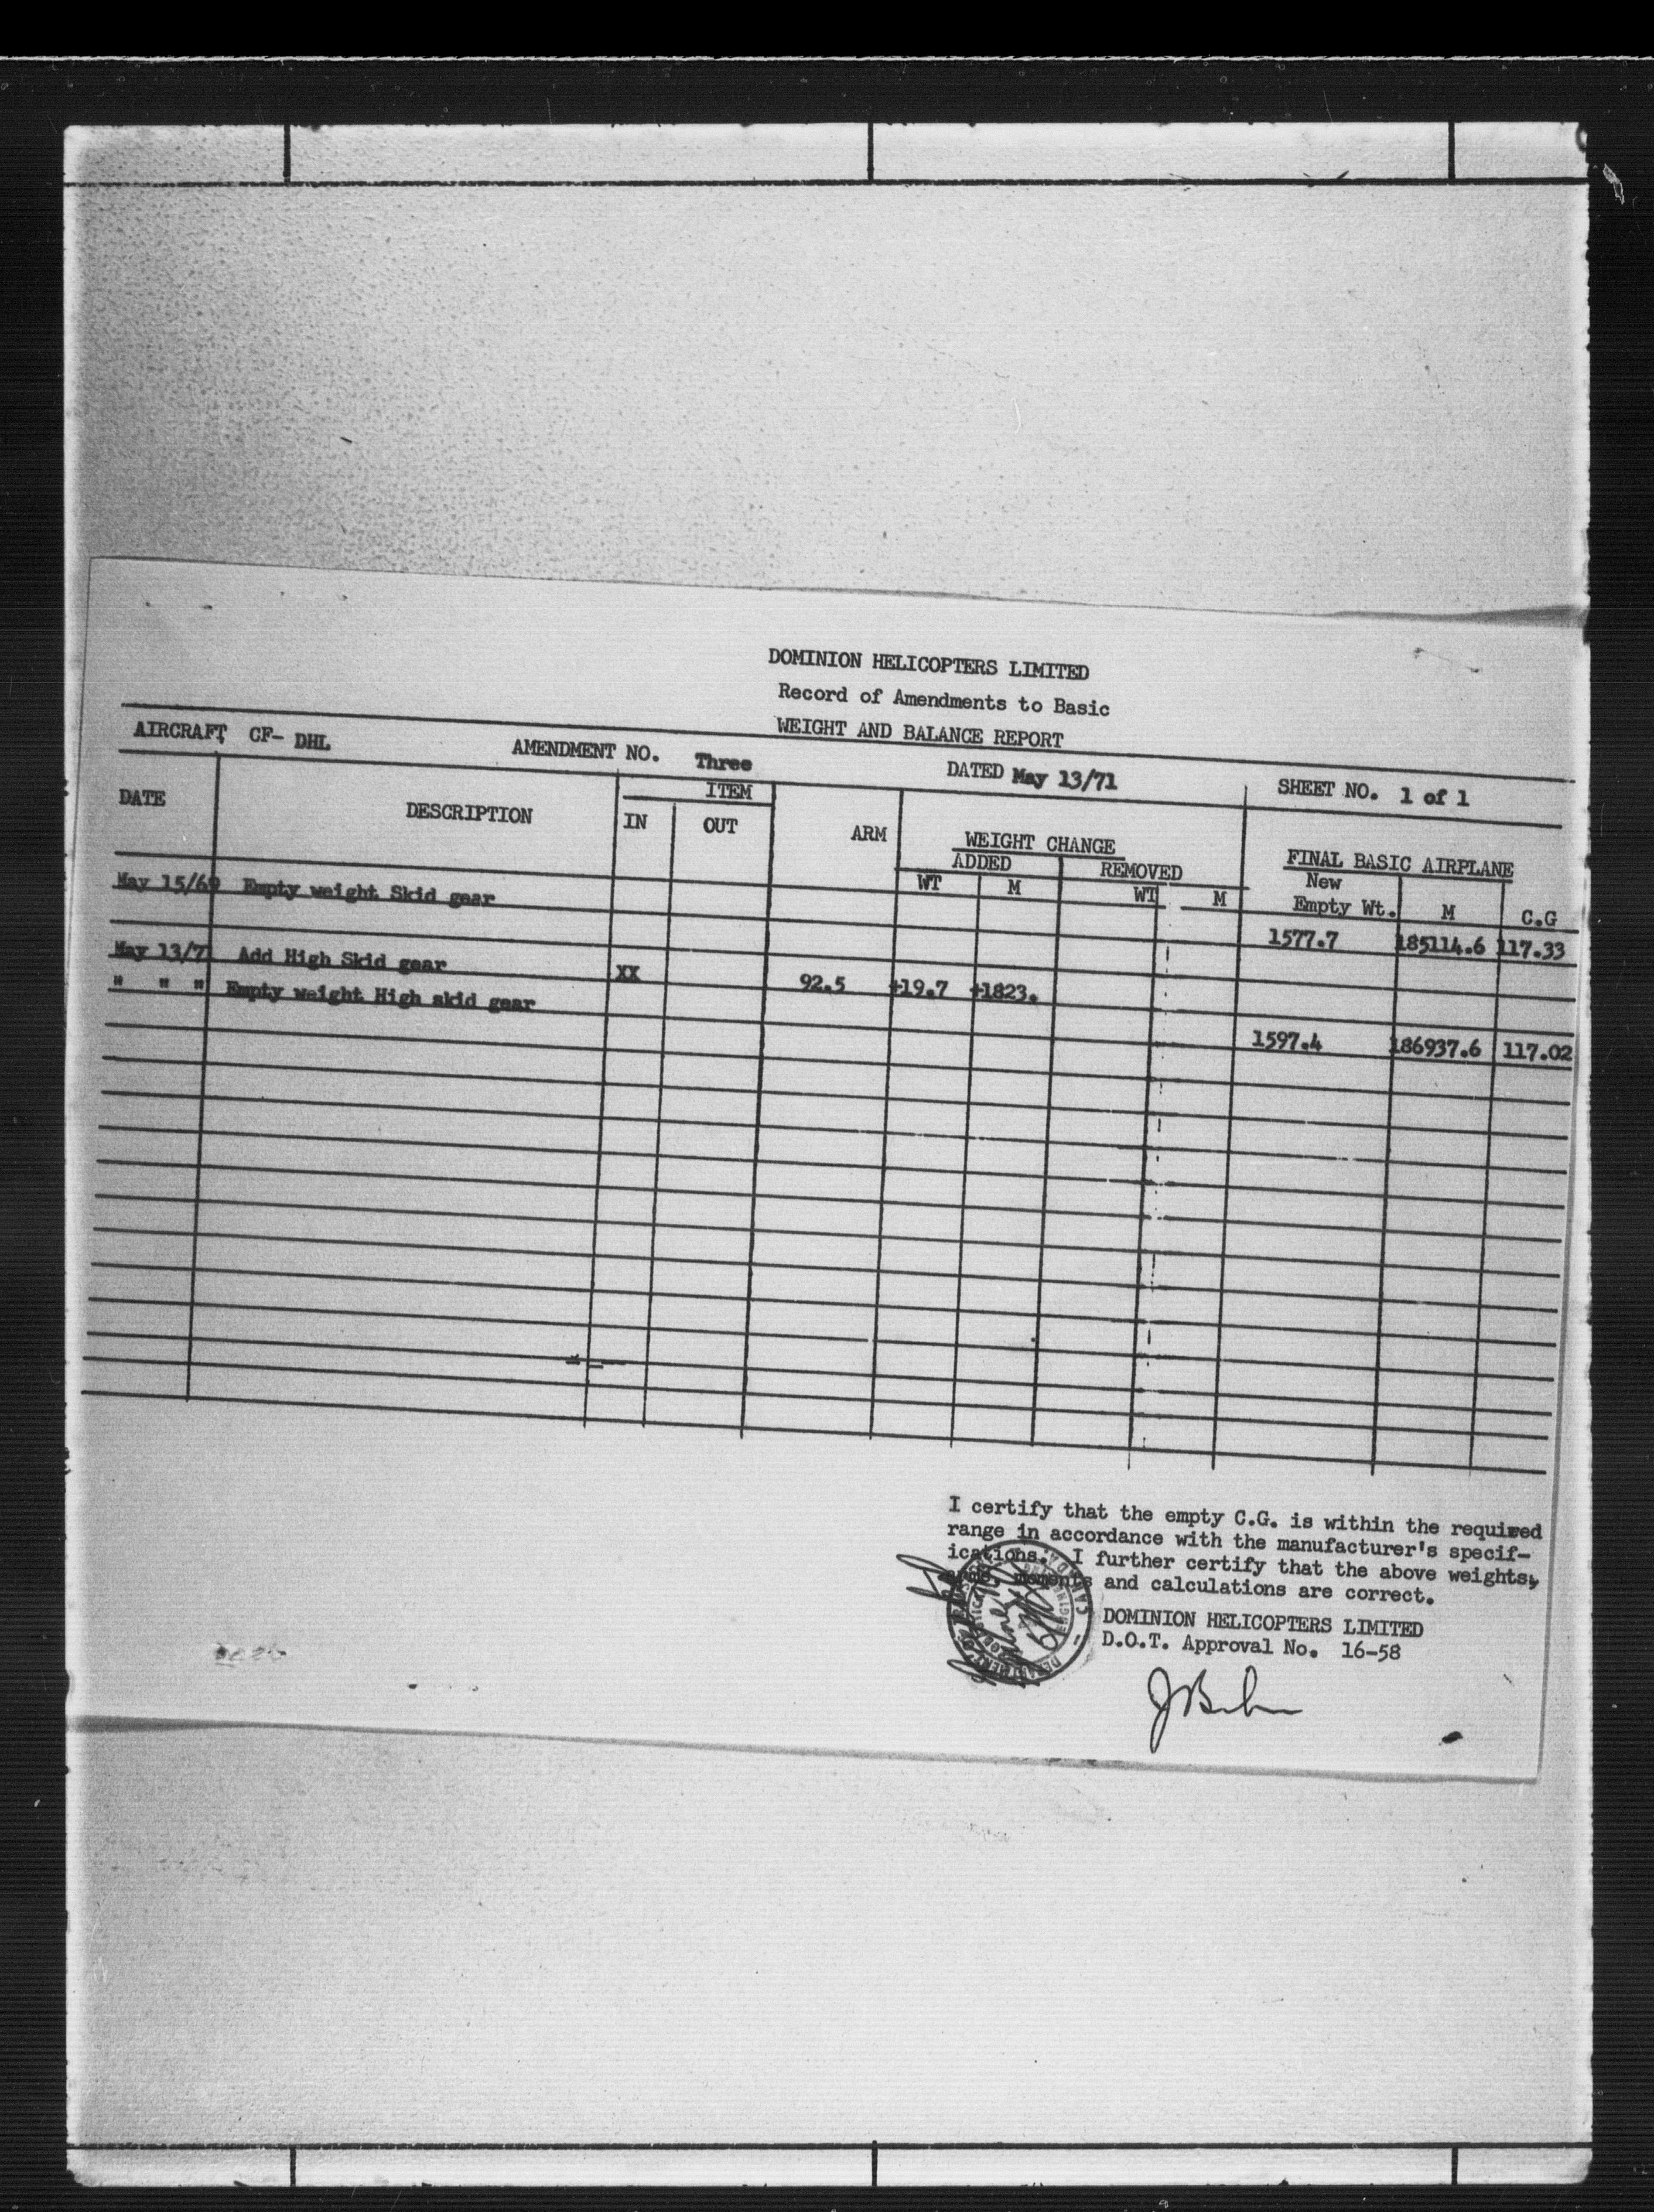 DOMINION HELICOPTERS LIMITED
Record of Amendments to Basic
WEIGHT AND BALANCE REPORT
AIRCRAFT CF- DHL AMENDMENT NO. Three DATED May 13/71 SHEET NO. 1 of 1
DATE DESCRIPTION ITEM ARM WEIGHT CHANGE FINAL BASIC AIRPLANE
IN OUT ADDED REMOVED New
WT M WT M Empty Wt. M C.G
May 15/69 Empty weight Skid gear 1577.7 185114.6 117.33
May 13/71 Add High Skid gear XX 92.5 +19.7 +1823.
" " " Empty weight High skid gear 1597.4 186937.6 117.02
I certify that the empty C.G. is within the required
range in accordance with the manufacturer's specif-
ications. I further certify that the above weights,
arms, moments and calculations are correct.
DOMINION HELICOPTERS LIMITED
D.O.T. Approval No. 16-58